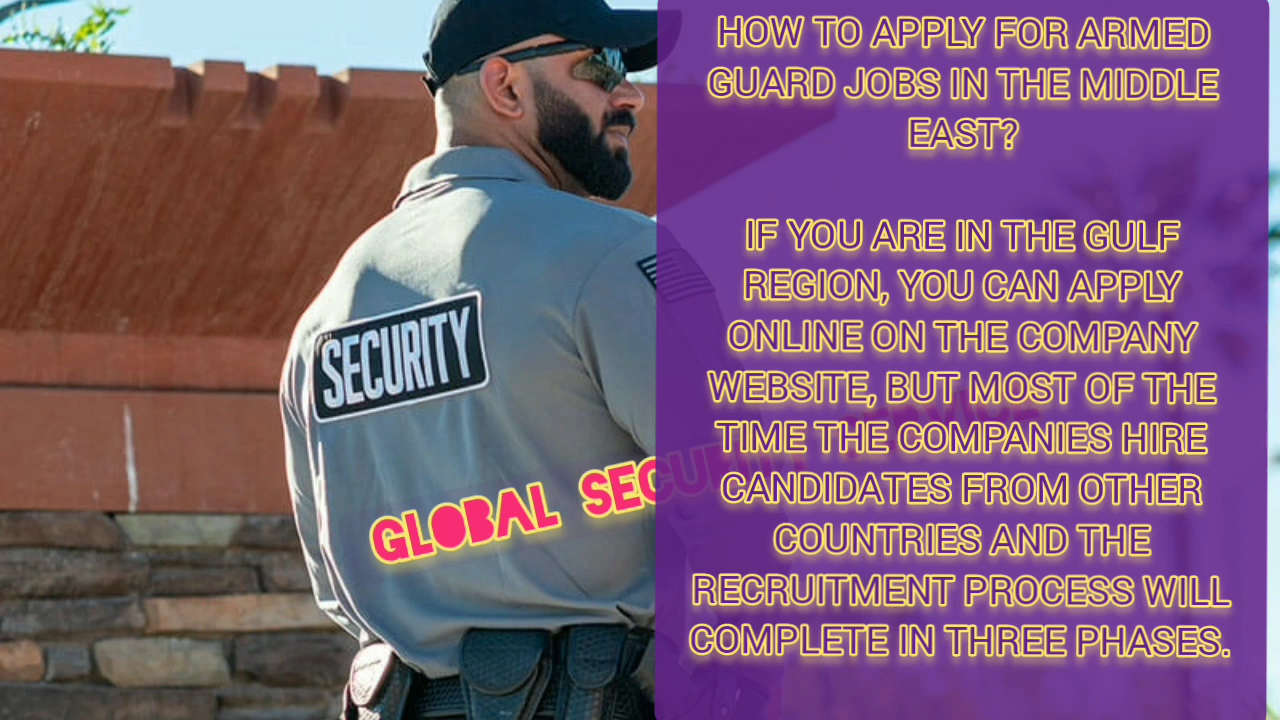 HOW TO APPLY FOR ARMED
GUARD JOBS IN THE MIDDLE
EAST?
IF YOU ARE IN THE GULF
REGION, YOU CAN APPLY
ONLINE ON THE COMPANY
WEBSITE, BUT MOST OF THE
TIME THE COMPANIES HIRE
CANDIDATES FROM OTHER
COUNTRIES AND THE
RECRUITMENT PROCESS WILL
COMPLETE IN THREE PHASES.
SECURITY
GLOBAL SECURITY SERVICE